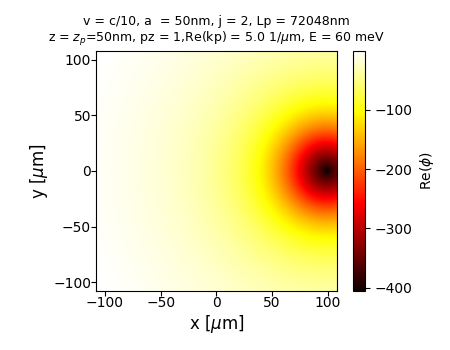 v = c/10, a  = 50nm, j = 2, Lp = 72048nm
z = z_p=50nm, pz = 1,Re(kp) = 5.0 1/μm, E = 60 meV
100
50
0
−50
−100
y [μm]
−100
−50
0
50
100
x [μm]
−100
−200
−300
−400
Re(ϕ)